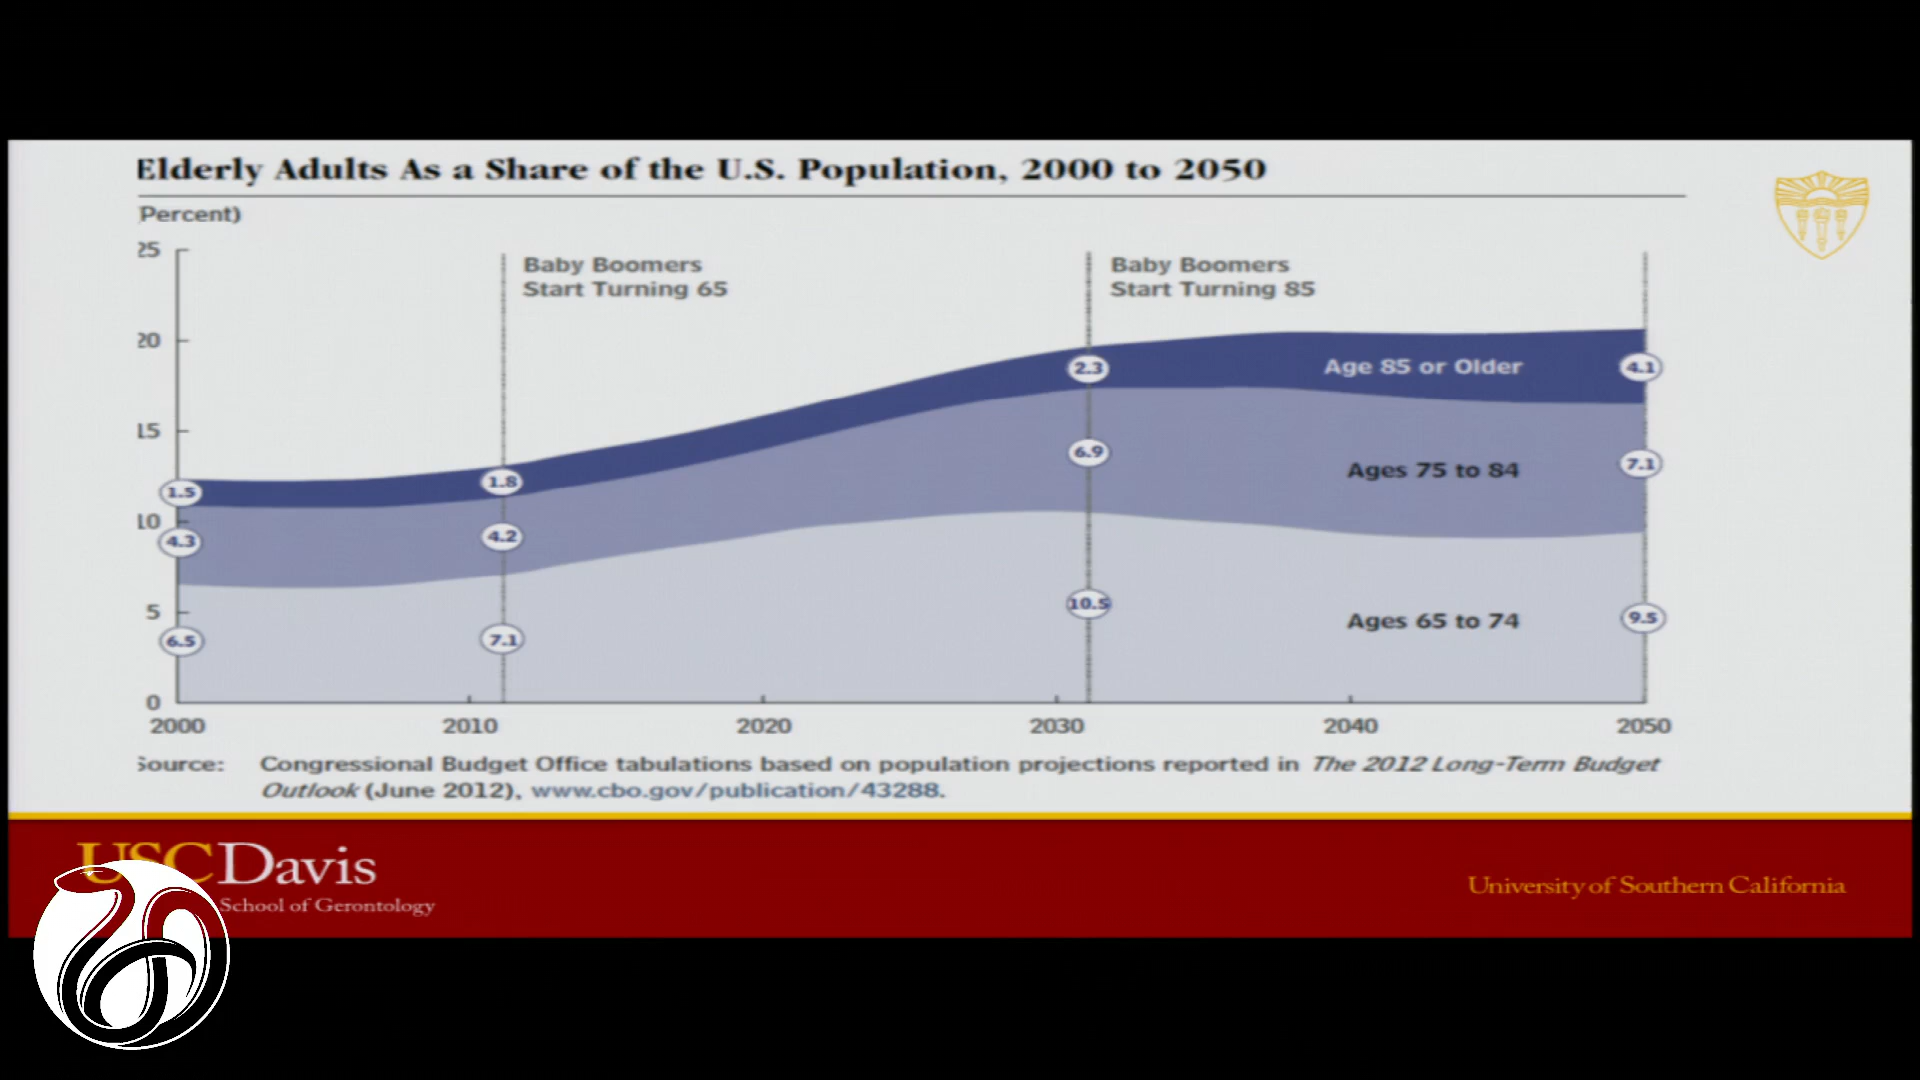 Elderly Adults As a Share of the U.S. Population, 2000 to 2050
Percent)
25
Baby Boomers
Start Turning 65
Baby Boomers
Start Turning 85
20
2.3
Age 85 or Older
4.1
15
1.5
1.8
6.9
Ages 75 to 84
7.1
10
4.3
4.2
10.5
Ages 65 to 74
9.5
5
6.5
7.1
0
2000 2010 2020 2030 2040 2050
Source: Congressional Budget Office tabulations based on population projections reported in The 2012 Long-Term Budget
Outlook (June 2012), www.cbo.gov/publication/43288.
USC Davis
School of Gerontology
University of Southern California